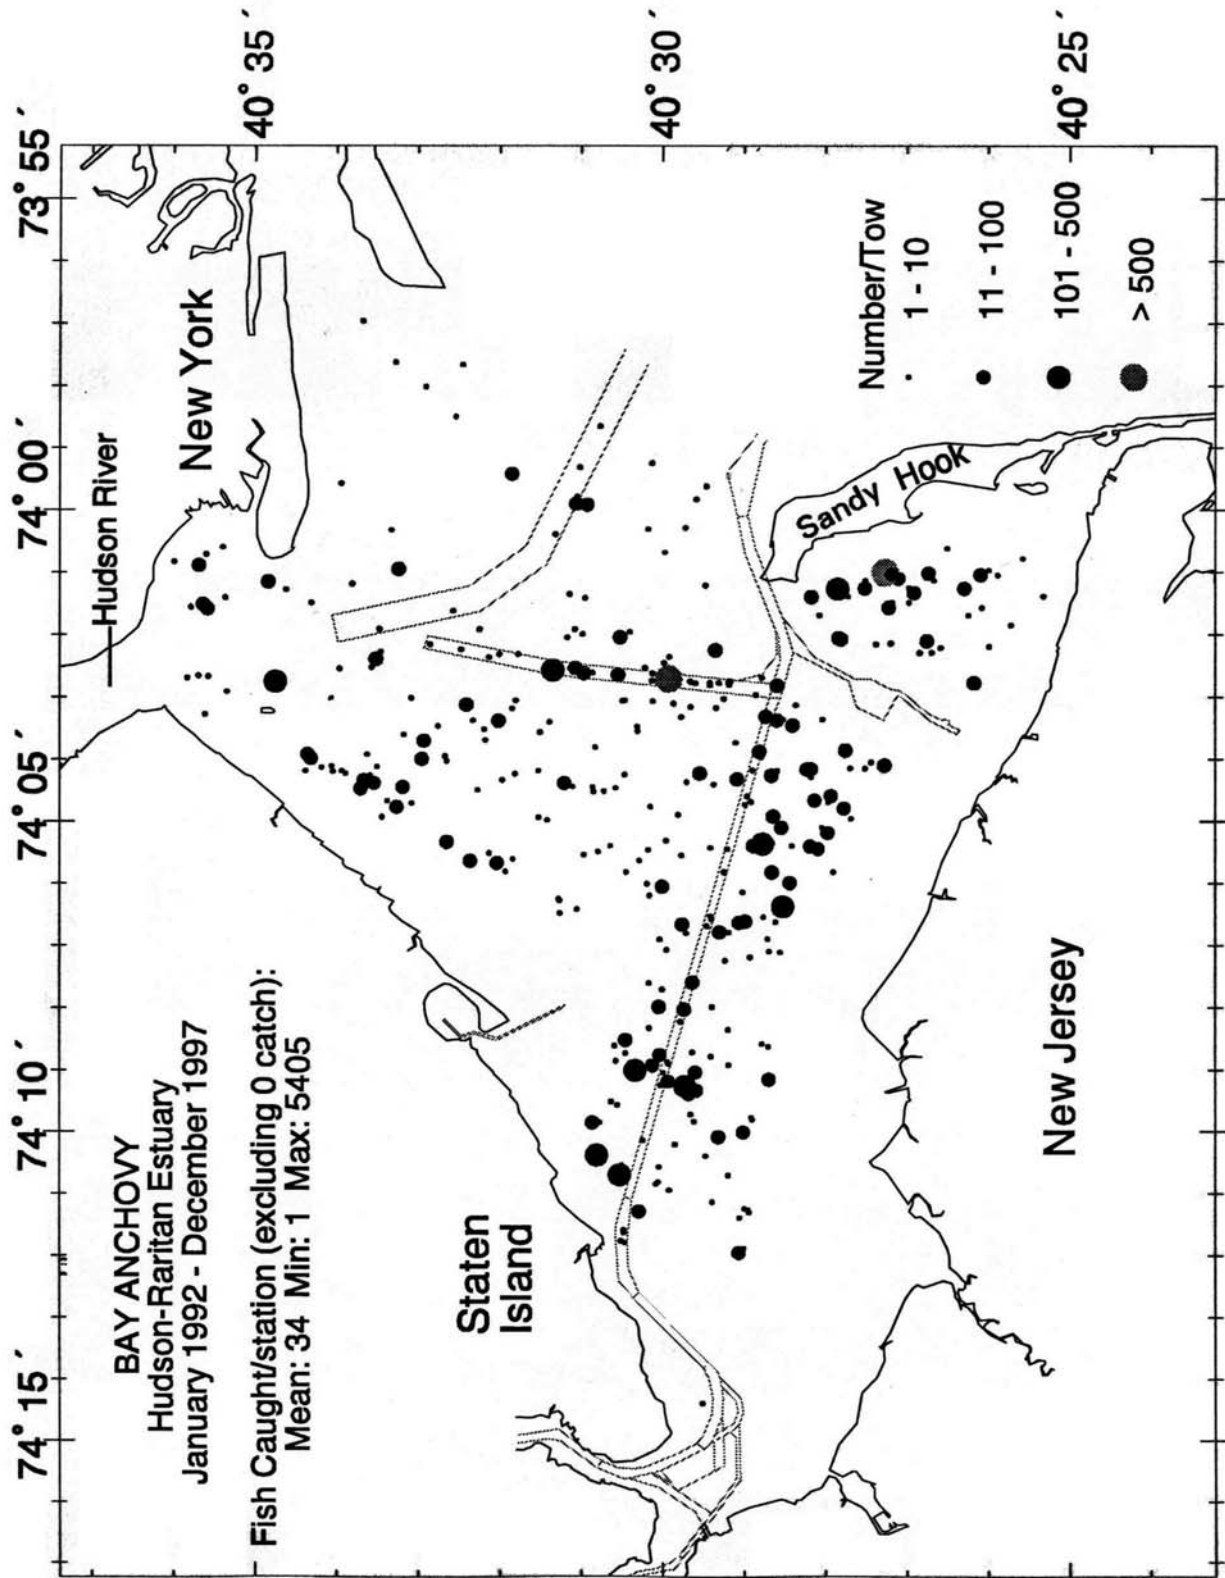 BAY ANCHOVY
Hudson-Raritan Estuary
January 1992 - December 1997
Fish Caught/station (excluding 0 catch):
Mean: 34 Min: 1 Max: 5405
74° 15´
74° 10´
74° 05´
74° 00´
73° 55´
Hudson River
New York
40° 35´
Staten
Island
40° 30´
Sandy Hook
New Jersey
40° 25´
Number/Tow
1 - 10
11 - 100
101 - 500
> 500